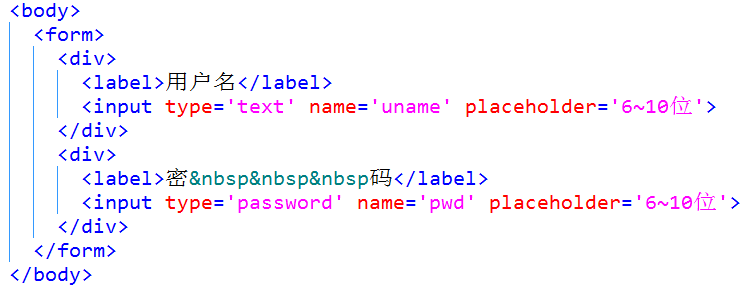 <body>
<form>
<div>
<label>用户名</label>
<input type='text' name='uname' placeholder='6~10位'>
</div>
<div>
<label>密&nbsp&nbsp&nbsp码</label>
<input type='password' name='pwd' placeholder='6~10位'>
</div>
</form>
</body>